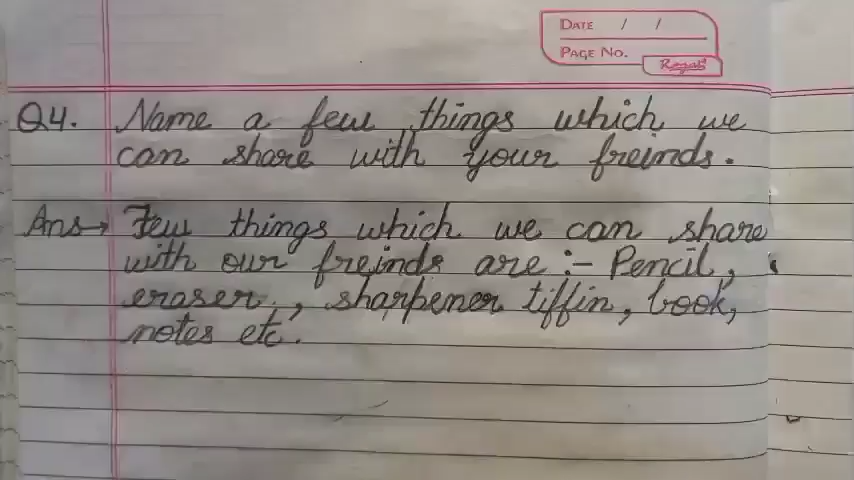 DATE / /
PAGE NO.
Royal
Q4. Name a few things which we
can share with your freinds.
Ans→ Few things which we can share
with our freinds are :- Pencil,
eraser , sharpener tiffin, book,
notes etc.